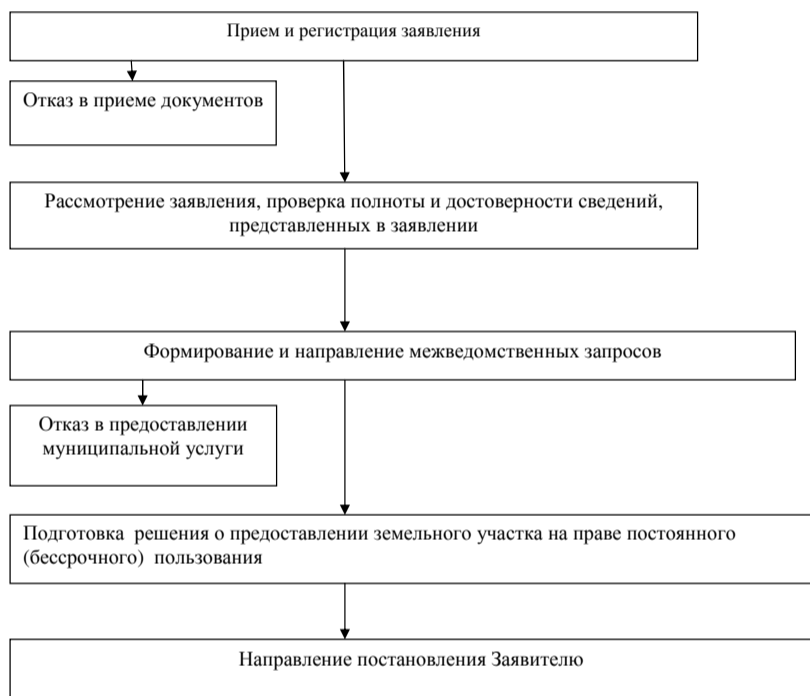 Прием и регистрация заявления
Отказ в приеме документов
Рассмотрение заявления, проверка полноты и достоверности сведений,
представленных в заявлении
Формирование и направление межведомственных запросов
Отказ в предоставлении
муниципальной услуги
Подготовка решения о предоставлении земельного участка на праве постоянного
(бессрочного) пользования
Направление постановления Заявителю